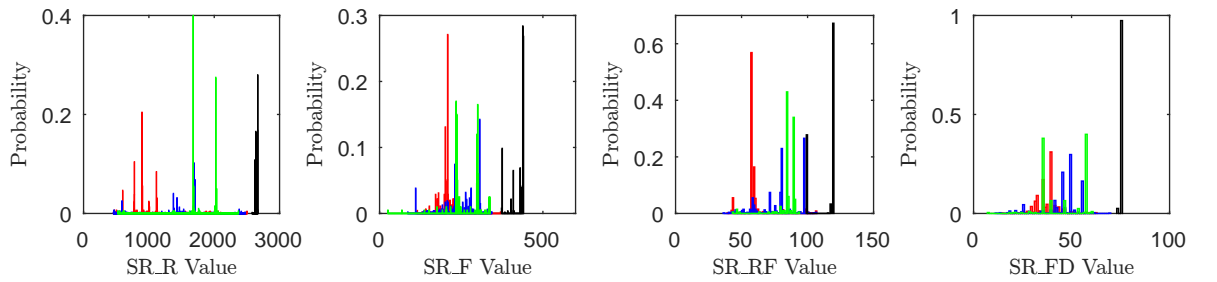 Probability
0.4
0.2
0
0 1000 2000 3000
SR_R Value
Probability
0.3
0.2
0.1
0
0 500
SR_F Value
Probability
0.6
0.4
0.2
0
0 50 100 150
SR_RF Value
Probability
1
0.5
0
0 50 100
SR_FD Value